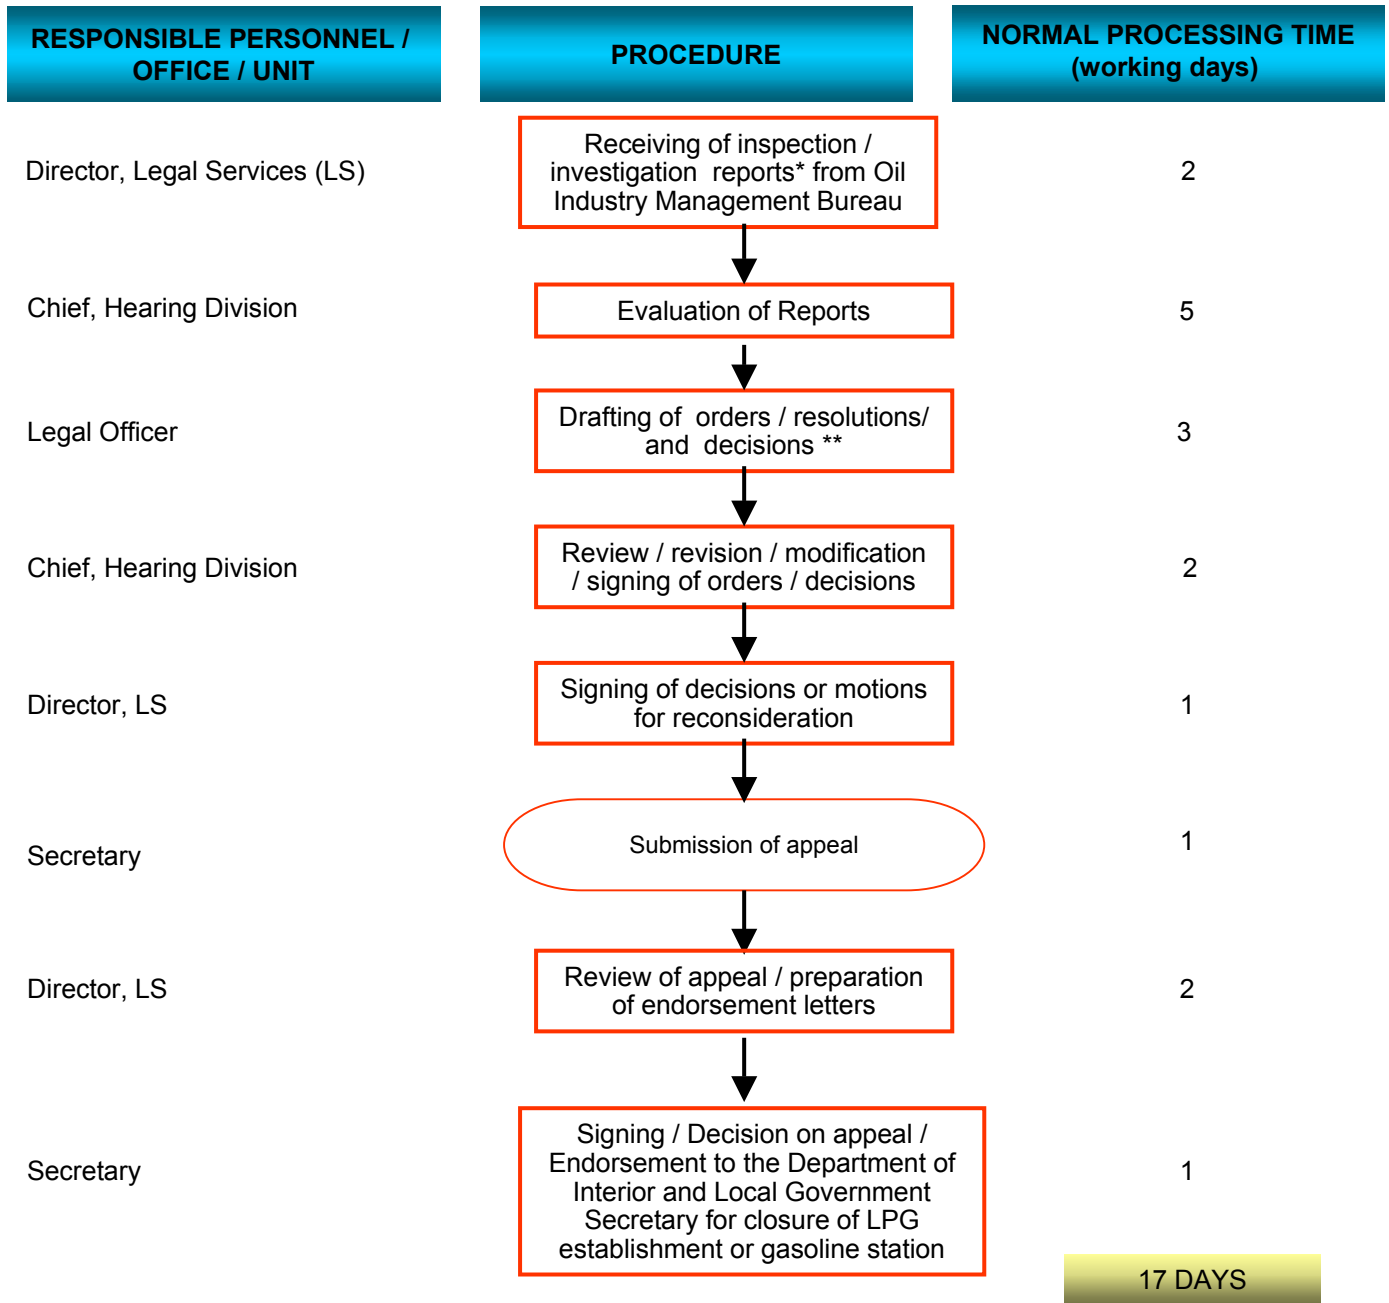 RESPONSIBLE PERSONNEL /
OFFICE / UNIT
PROCEDURE
NORMAL PROCESSING TIME
(working days)
Director, Legal Services (LS)
Receiving of inspection /
investigation reports* from Oil
Industry Management Bureau
2
Chief, Hearing Division
Evaluation of Reports
5
Legal Officer
Drafting of orders / resolutions/
and decisions **
3
Chief, Hearing Division
Review / revision / modification
/ signing of orders / decisions
2
Director, LS
Signing of decisions or motions
for reconsideration
1
Secretary
Submission of appeal
1
Director, LS
Review of appeal / preparation
of endorsement letters
2
Secretary
Signing / Decision on appeal /
Endorsement to the Department of
Interior and Local Government
Secretary for closure of LPG
establishment or gasoline station
1
17 DAYS